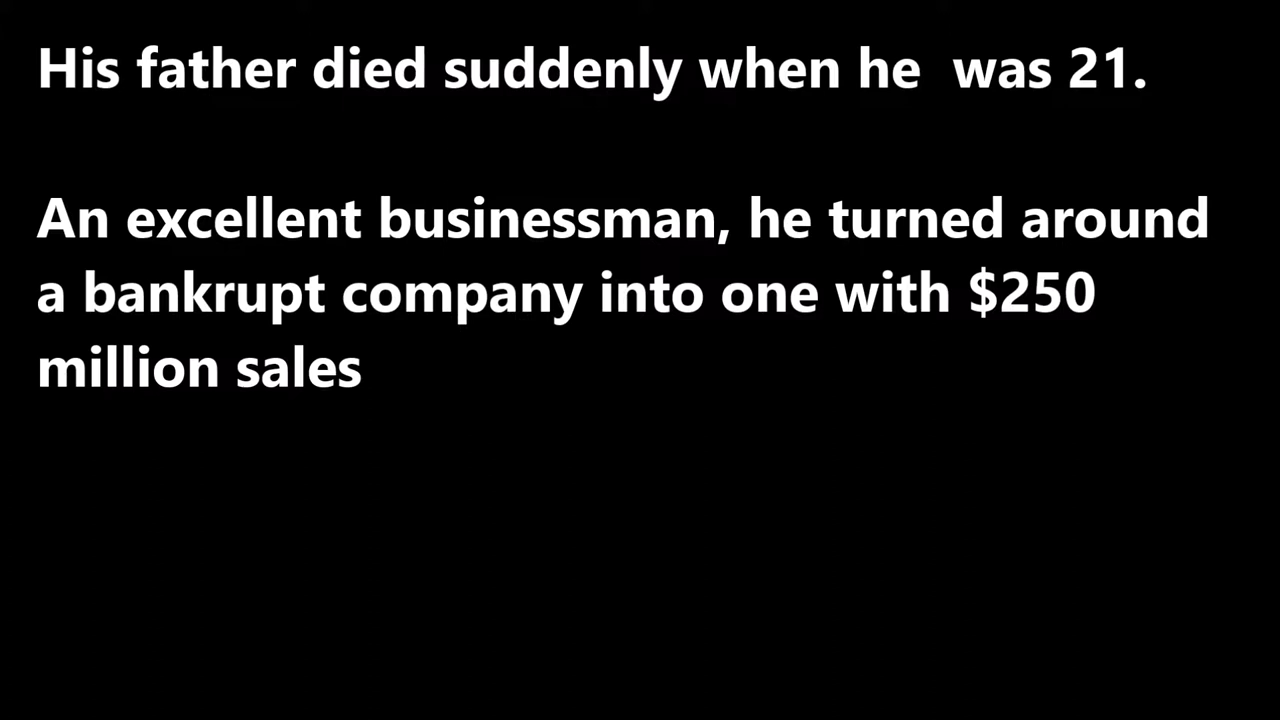 His father died suddenly when he  was 21.
An excellent businessman, he turned around
a bankrupt company into one with $250
million sales